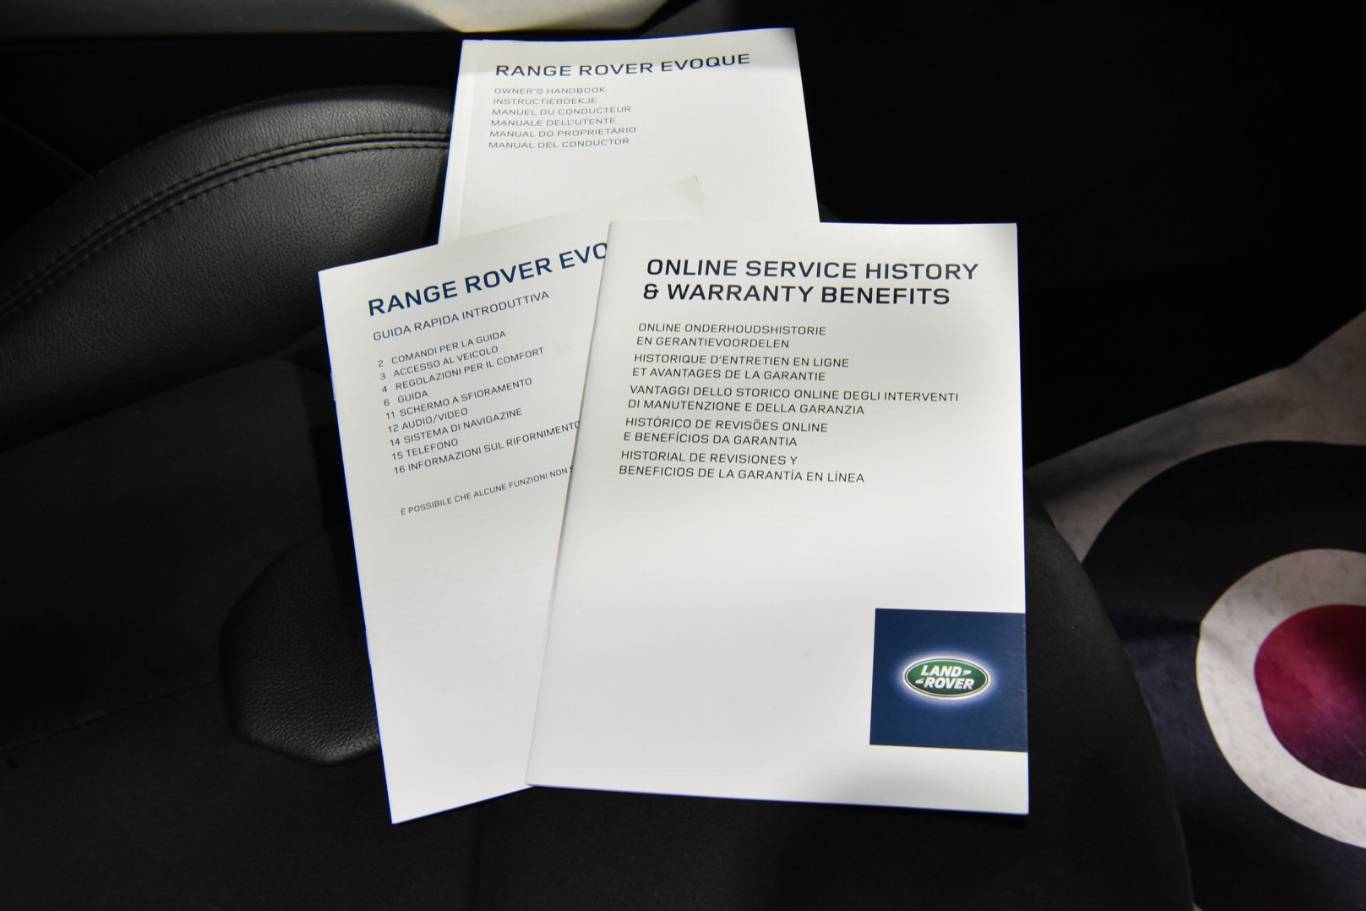 RANGE ROVER EVOQUE
OWNER'S HANDBOOK
INSTRUCTIEBOEKJE
MANUEL DU CONDUCTEUR
MANUALE DELL'UTENTE
MANUAL DO PROPRIETÁRIO
MANUAL DEL CONDUCTOR
RANGE ROVER EVO
GUIDA RAPIDA INTRODUTTIVA
2 COMANDI PER LA GUIDA
3 ACCESSO AL VEICOLO
4 REGOLAZIONI PER IL COMFORT
6 GUIDA
11 SCHERMO A SFIORAMENTO
12 AUDIO/VIDEO
14 SISTEMA DI NAVIGAZINE
15 TELEFONO
16 INFORMAZIONI SUL RIFORNIMENTO
È POSSIBILE CHE ALCUNE FUNZIONI NON
ONLINE SERVICE HISTORY
& WARRANTY BENEFITS
ONLINE ONDERHOUDSHISTORIE
EN GERANTIEVOORDELEN
HISTORIQUE D'ENTRETIEN EN LIGNE
ET AVANTAGES DE LA GARANTIE
VANTAGGI DELLO STORICO ONLINE DEGLI INTERVENTI
DI MANUTENZIONE E DELLA GARANZIA
HISTÓRICO DE REVISÕES ONLINE
E BENEFÍCIOS DA GARANTIA
HISTORIAL DE REVISIONES Y
BENEFICIOS DE LA GARANTÍA EN LÍNEA
LAND
ROVER